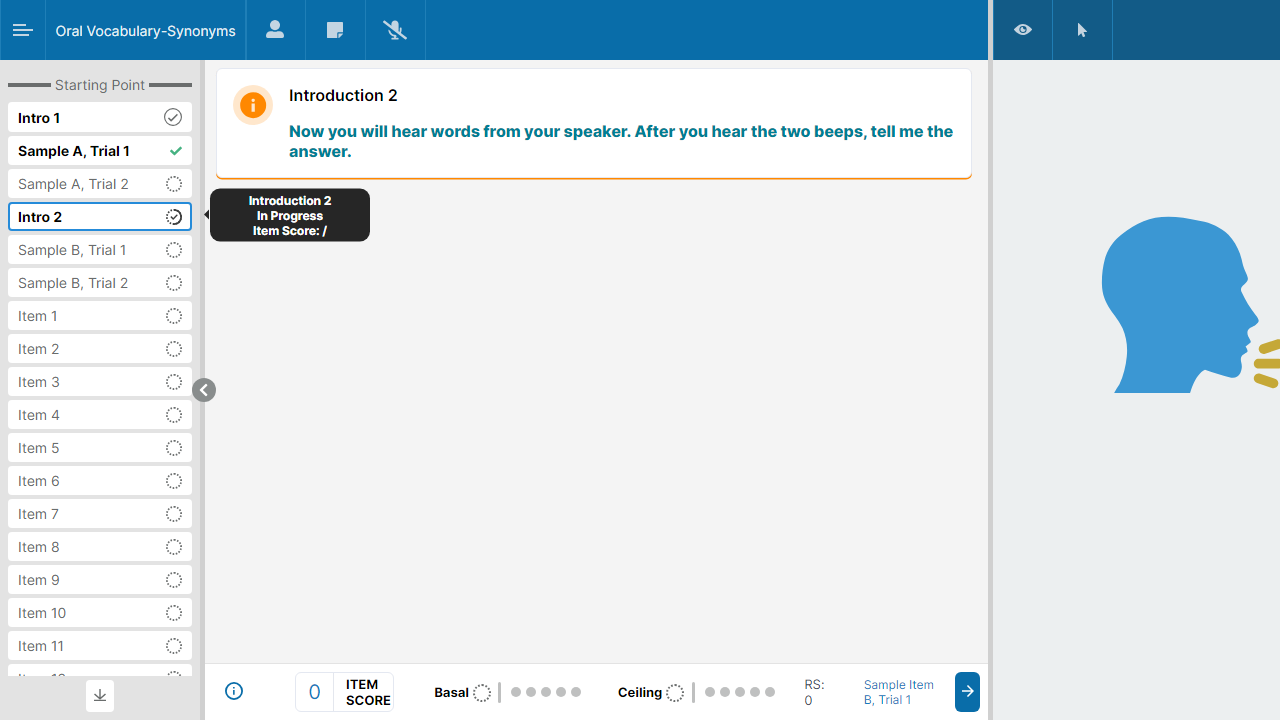 Oral Vocabulary-Synonyms
Starting Point
Intro 1
Sample A, Trial 1
Sample A, Trial 2
Intro 2
Sample B, Trial 1
Sample B, Trial 2
Item 1
Item 2
Item 3
Item 4
Item 5
Item 6
Item 7
Item 8
Item 9
Item 10
Item 11
Introduction 2
Now you will hear words from your speaker. After you hear the two beeps, tell me the
answer.
Introduction 2
In Progress
Item Score: /
0
ITEM
SCORE
Basal
Ceiling
RS:
0
Sample Item
B, Trial 1